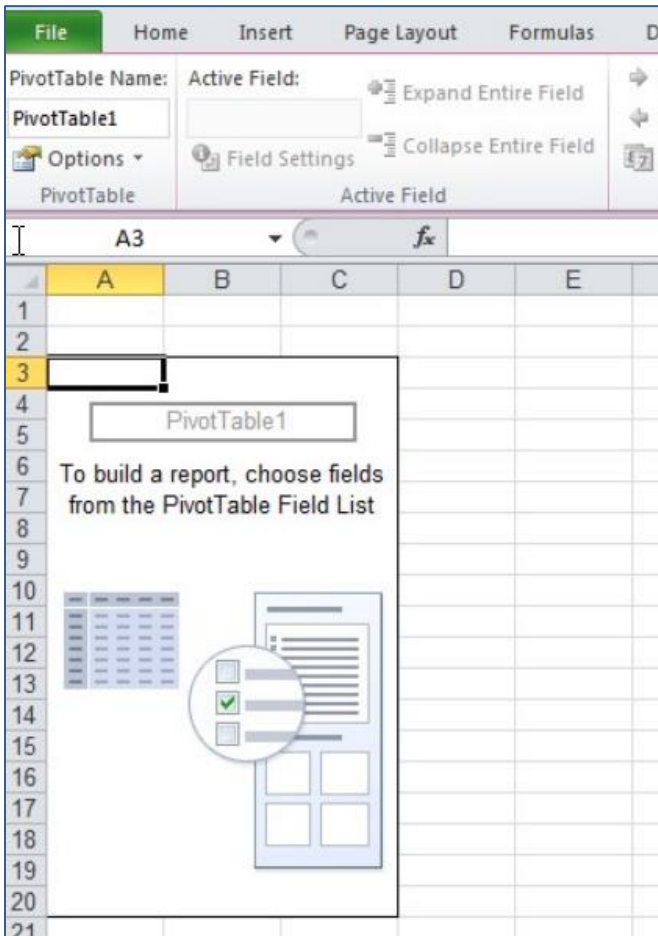 File Home Insert Page Layout Formulas D
PivotTable Name: Active Field:
PivotTable1 Expand Entire Field
Options Field Settings Collapse Entire Field
PivotTable Active Field
A3 fx
A B C D E
1
2
3
4
PivotTable1
5
6
To build a report, choose fields
7
from the PivotTable Field List
8
9
10
11
12
13
14
15
16
17
18
19
20
21